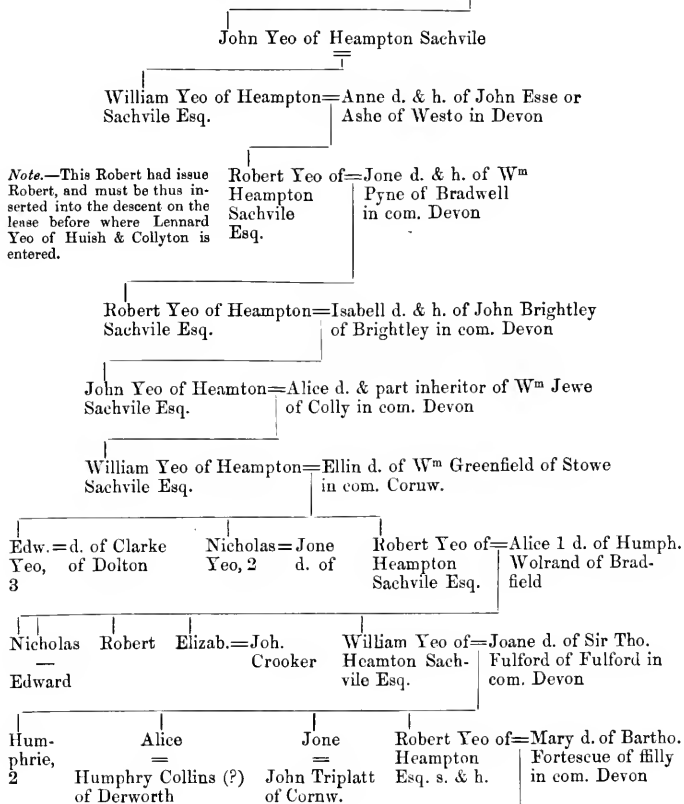 John Yeo of Heampton Sachvile
=
William Yeo of Heampton=Anne d. & h. of John Esse or
Sachvile Esq. Ashe of Westo in Devon
Note.—This Robert had issue
Robert, and must be thus in-
serted into the descent on the
lease before where Lennard
Yeo of Huish & Collyton is
entered.
Robert Yeo of=Jone d. & h. of Wm
Heampton Pyne of Bradwell
Sachvile in com. Devon
Esq.
Robert Yeo of Heampton=Isabell d. & h. of John Brightley
Sachvile Esq. of Brightley in com. Devon
John Yeo of Heamton=Alice d. & part inheritor of Wm Jewe
Sachvile Esq. of Colly in com. Devon
William Yeo of Heampton=Ellin d. of Wm Greenfield of Stowe
Sachvile Esq. in com. Cornw.
Edw.=d. of Clarke
Yeo, of Dolton
3
Nicholas=Jone
Yeo, 2 d. of
Robert Yeo of=Alice 1 d. of Humph.
Heampton Wolrand of Brad-
Sachvile Esq. field
Nicholas
—
Edward
Robert
Elizab.=Joh.
Crooker
William Yeo of=Joane d. of Sir Tho.
Heamton Sach- Fulford of Fulford in
vile Esq. com. Devon
Hum-
phrie,
2
Alice
=
Humphry Collins (?)
of Derworth
Jone
=
John Triplatt
of Cornw.
Robert Yeo of=Mary d. of Bartho.
Heampton Fortescue of ffilly
Esq. s. & h. in com. Devon